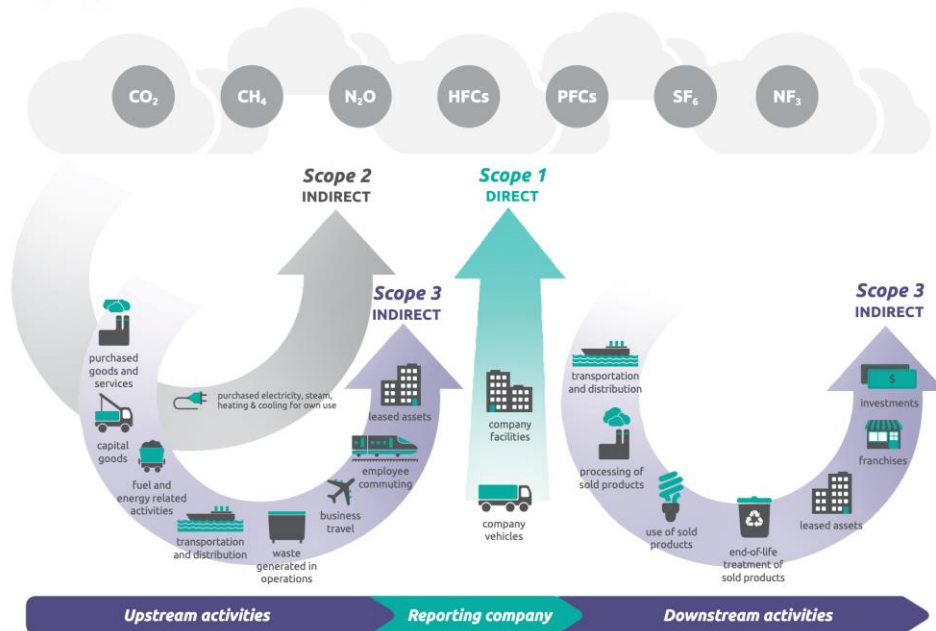 CO₂
CH₄
N₂O
HFCs
PFCs
SF₆
NF₃
Scope 2
INDIRECT
Scope 1
DIRECT
Scope 3
INDIRECT
Scope 3
INDIRECT
purchased
goods and
services
capital
goods
fuel and
energy related
activities
transportation
and distribution
waste
generated in
operations
business
travel
employee
commuting
leased assets
purchased electricity, steam,
heating & cooling for own use
company
facilities
company
vehicles
transportation
and distribution
processing of
sold products
use of sold
products
end-of-life
treatment of
sold products
leased assets
franchises
$
investments
Upstream activities
Reporting company
Downstream activities